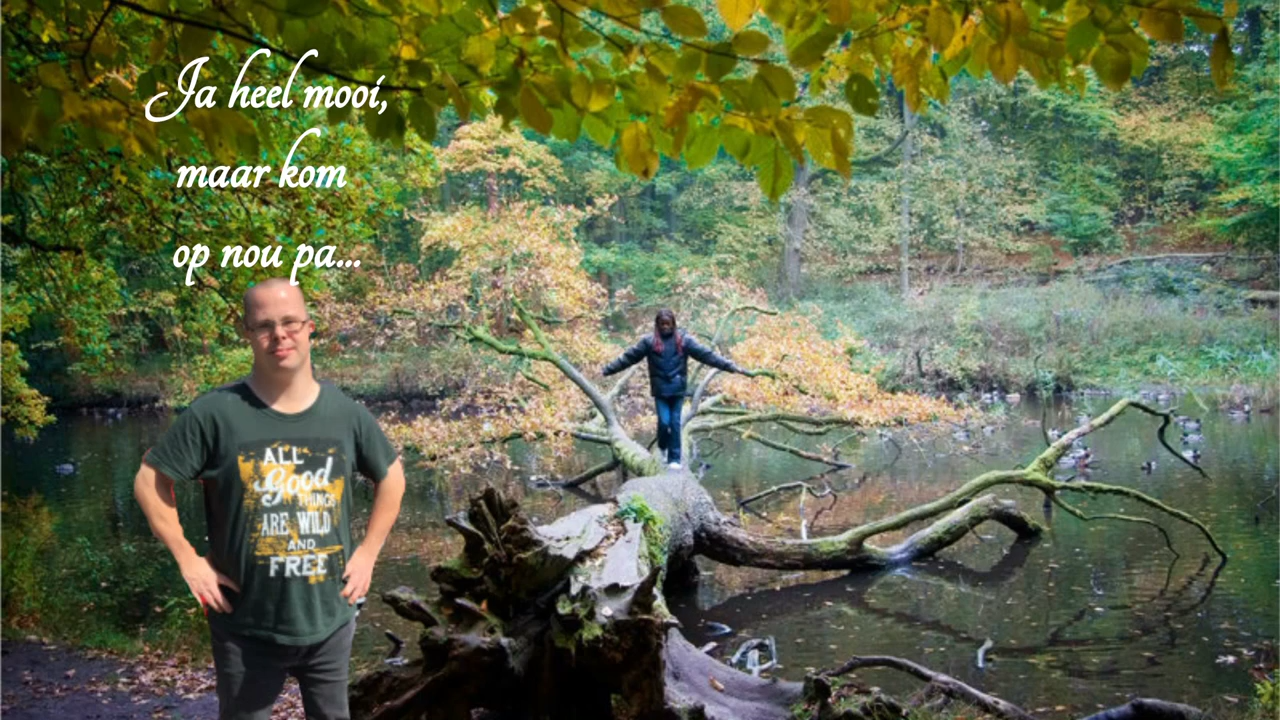 Ja heel mooi,
maar kom
op nou pa...
ALL
Good
THINGS
ARE WILD
AND
FREE